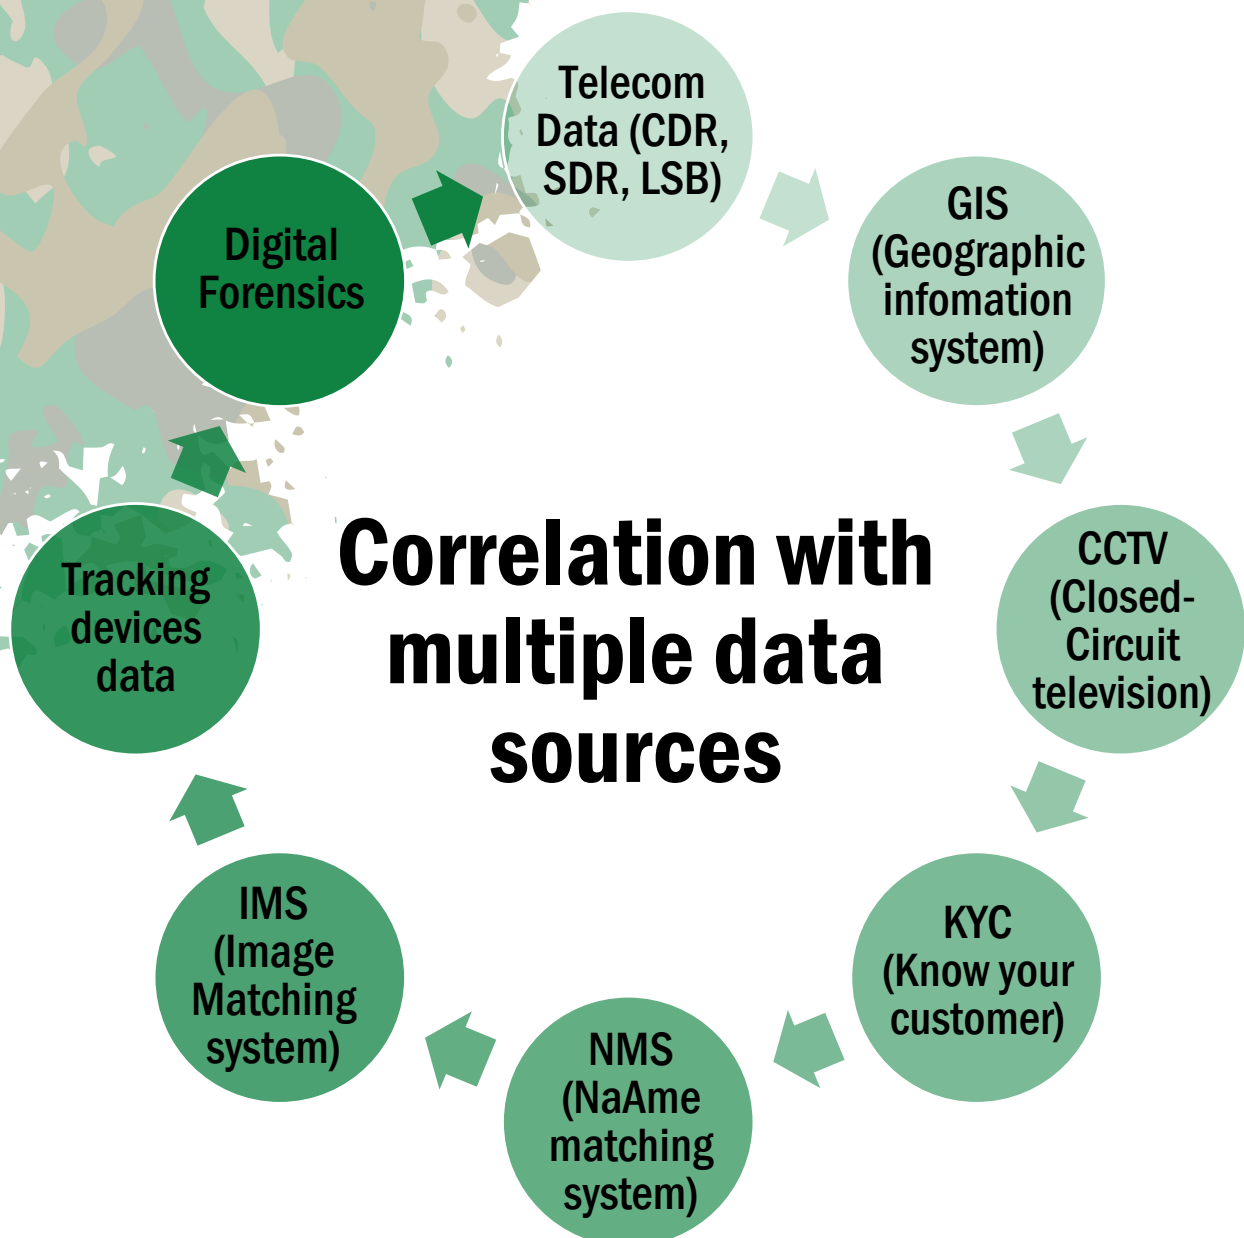 Telecom
Data (CDR,
SDR, LSB)
GIS
(Geographic
infomation
system)
CCTV
(Closed-
Circuit
television)
KYC
(Know your
customer)
NMS
(NaAme
matching
system)
IMS
(Image
Matching
system)
Tracking
devices
data
Digital
Forensics
Correlation with
multiple data
sources